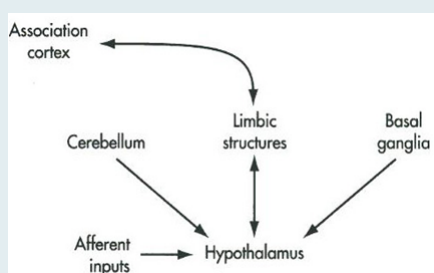 Association
cortex
Limbic
structures
Basal
ganglia
Cerebellum
Afferent
inputs
Hypothalamus